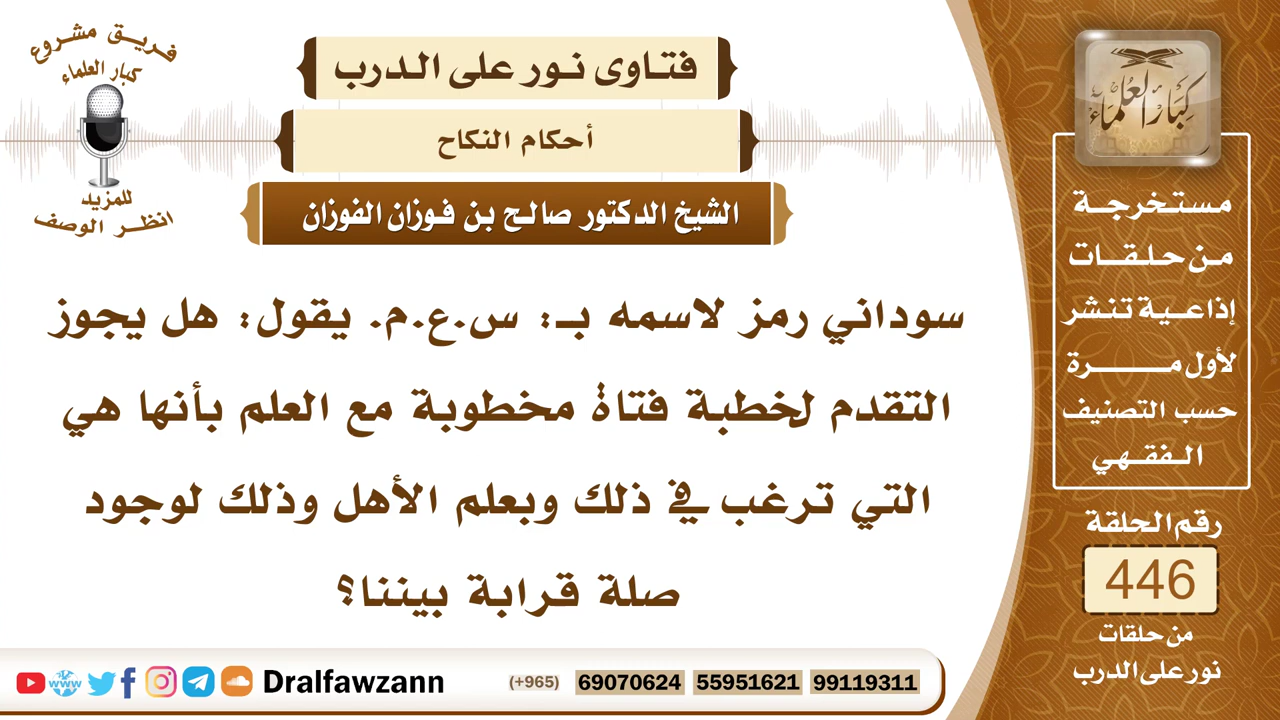 فريق مشروع
كبار العلماء
للمزيد
انظر الوصف
فتاوى نور على الدرب
أحكام النكاح
الشيخ الدكتور صالح بن فوزان الفوزان
سوداني رمز لاسمه بـ: س.ع.م. يقول: هل يجوز
التقدم لخطبة فتاة مخطوبة مع العلم بأنها هي
التي ترغب في ذلك وبعلم الأهل وذلك لوجود
صلة قرابة بيننا؟
كبار العلماء
مستخرجة
من حلقات
إذاعية تنشر
لأول مرة
حسب التصنيف
الفقهي
رقم الحلقة
446
من حلقات
نور على الدرب
www Dralfawzann (+965) 69070624 55951621 99119311